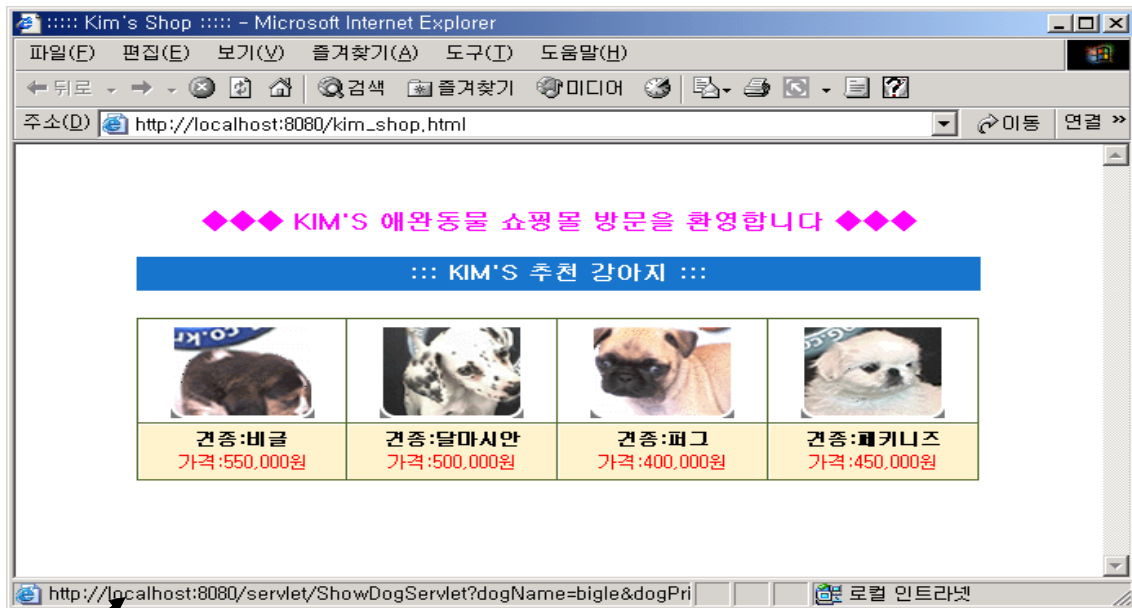 ::::: Kim's Shop ::::: - Microsoft Internet Explorer
파일(F) 편집(E) 보기(V) 즐겨찾기(A) 도구(T) 도움말(H)
뒤로 검색 즐겨찾기 미디어
주소(D) http://localhost:8080/kim_shop.html 이동 연결 »
◆◆◆ KIM'S 애완동물 쇼핑몰 방문을 환영합니다 ◆◆◆
::: KIM'S 추천 강아지 :::
견종:비글 견종:달마시안 견종:퍼그 견종:페키니즈
가격:550,000원 가격:500,000원 가격:400,000원 가격:450,000원
http://localhost:8080/servlet/ShowDogServlet?dogName=bigle&dogPri 로컬 인트라넷